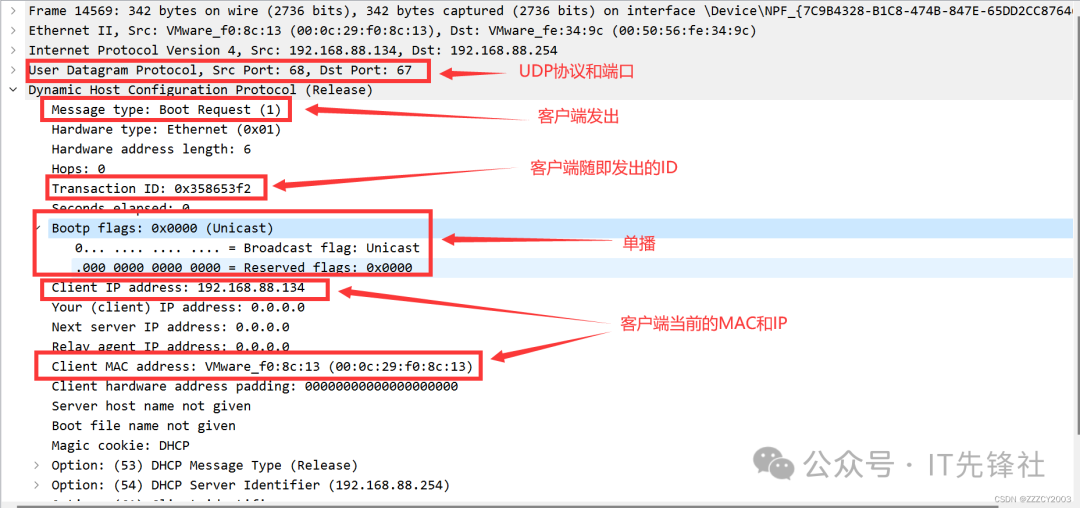 Frame 14569: 342 bytes on wire (2736 bits), 342 bytes captured (2736 bits) on interface \Device\NPF_{7C9B4328-B1C8-474B-847E-65DD2CC8764
Ethernet II, Src: VMware_f0:8c:13 (00:0c:29:f0:8c:13), Dst: VMware_fe:34:9c (00:50:56:fe:34:9c)
Internet Protocol Version 4, Src: 192.168.88.134, Dst: 192.168.88.254
User Datagram Protocol, Src Port: 68, Dst Port: 67
UDP协议和端口
Dynamic Host Configuration Protocol (Release)
Message type: Boot Request (1)
客户端发出
Hardware type: Ethernet (0x01)
Hardware address length: 6
Hops: 0
客户端随即发出的ID
Transaction ID: 0x358653f2
Seconds elapsed: 0
Bootp flags: 0x0000 (Unicast)
0... .... .... .... = Broadcast flag: Unicast
单播
.000 0000 0000 0000 = Reserved flags: 0x0000
Client IP address: 192.168.88.134
Your (client) IP address: 0.0.0.0
Next server IP address: 0.0.0.0
客户端当前的MAC和IP
Relay agent IP address: 0.0.0.0
Client MAC address: VMware_f0:8c:13 (00:0c:29:f0:8c:13)
Client hardware address padding: 00000000000000000000
Server host name not given
Boot file name not given
Magic cookie: DHCP
Option: (53) DHCP Message Type (Release)
Option: (54) DHCP Server Identifier (192.168.88.254)
公众号 · IT先锋社
CSDN @ZZZCY2003